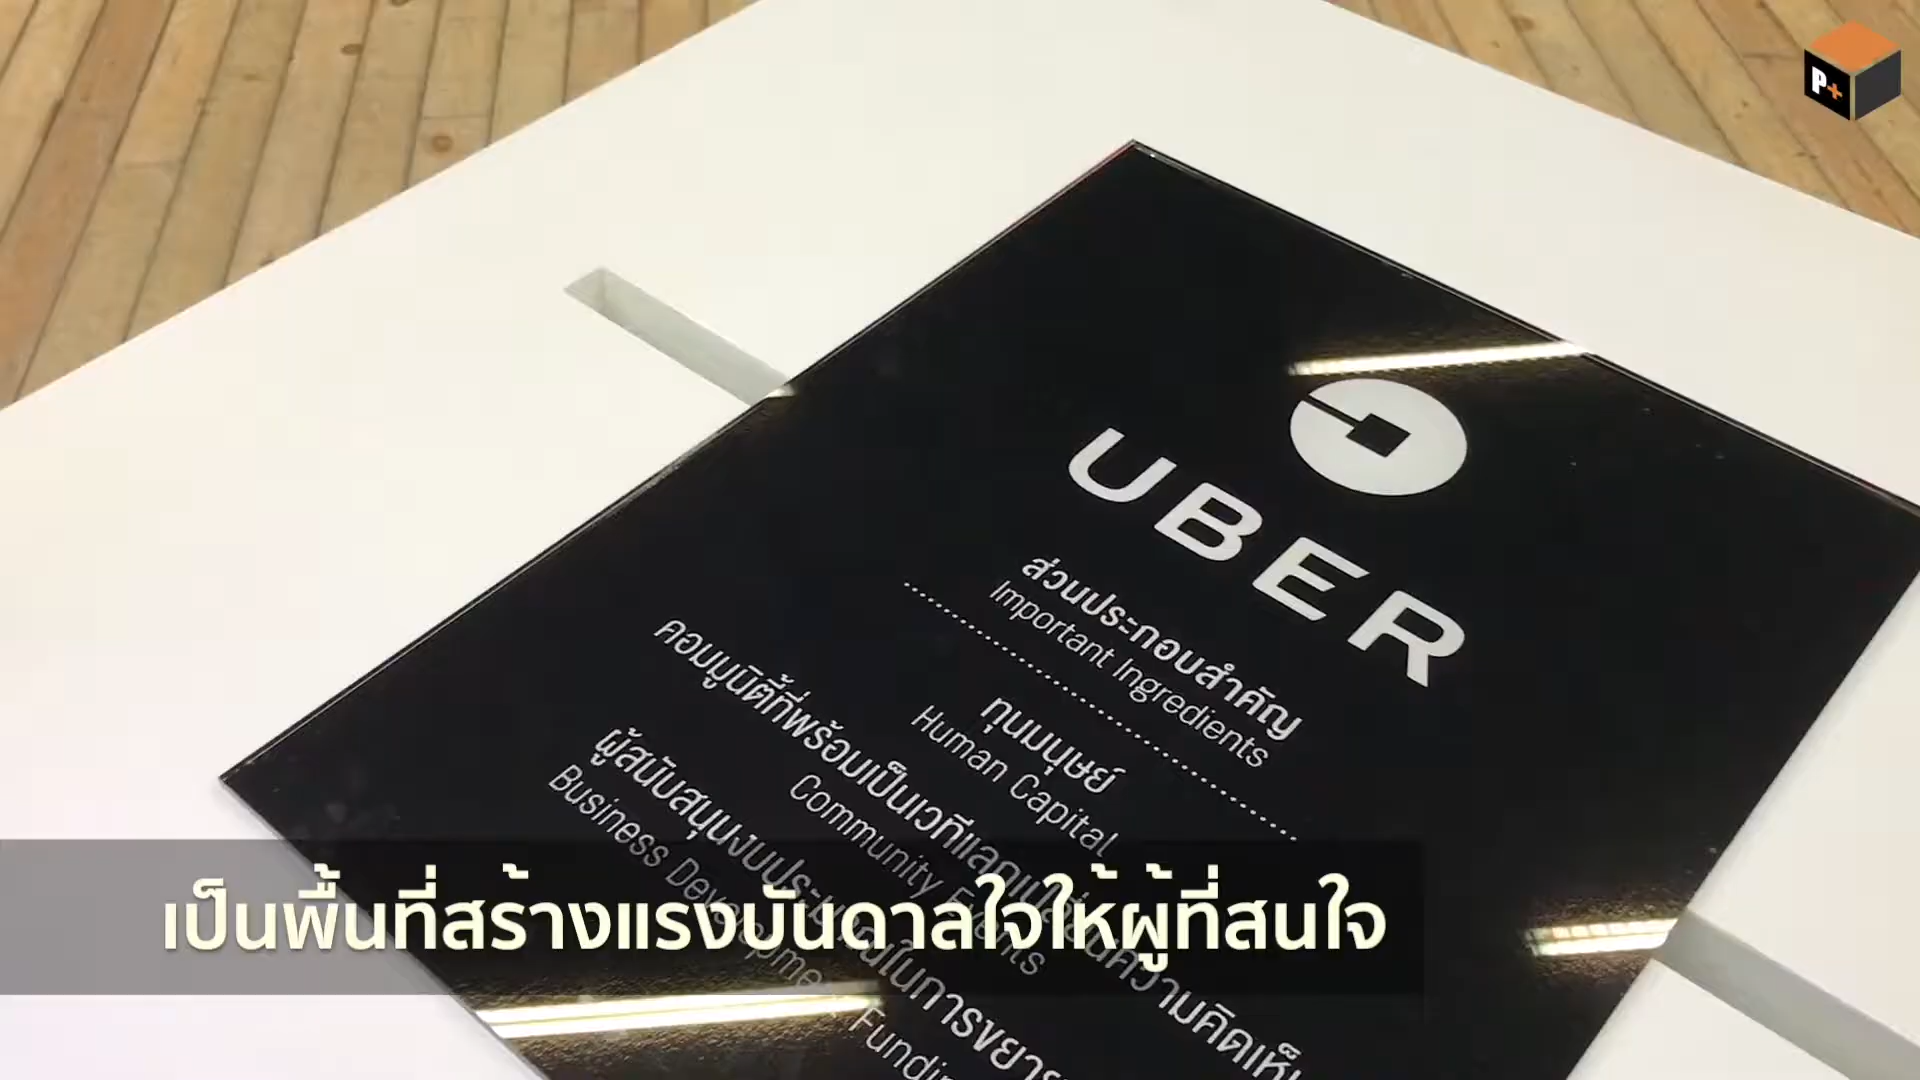 P+
UBER
ส่วนประกอบสำคัญ
Important Ingredients
ทุนมนุษย์
Human Capital
คอมมูนิตี้ที่พร้อมเป็นเวทีแลกเปลี่ยนความคิดเห็น
Community Events
ผู้สนับสนุนงบประมาณในการขยาย
Business Development Funding
เป็นพื้นที่สร้างแรงบันดาลใจให้ผู้ที่สนใจ